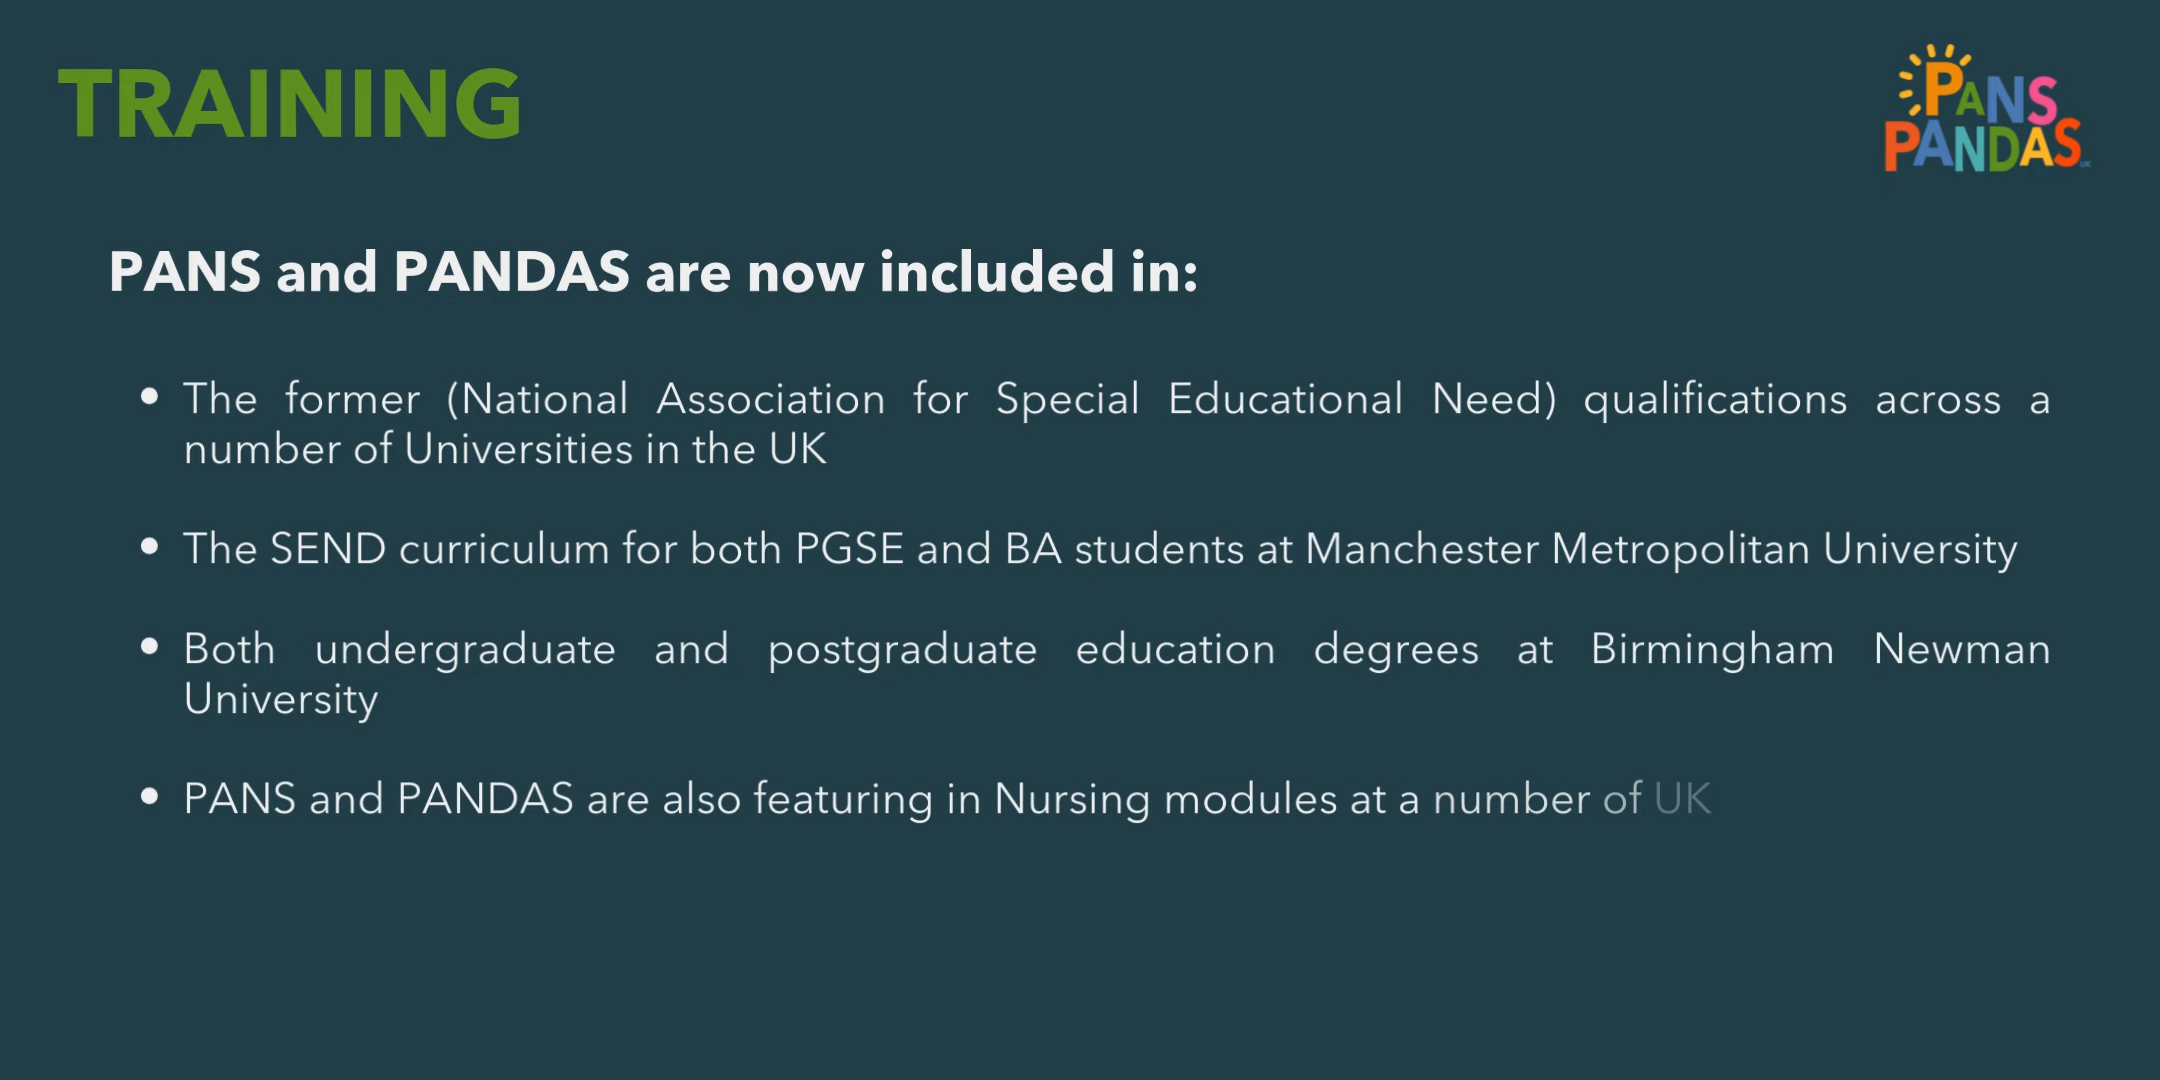 TRAINING
PANS
PANDAS UK
PANS and PANDAS are now included in:
• The former (National Association for Special Educational Need) qualifications across a
number of Universities in the UK
• The SEND curriculum for both PGSE and BA students at Manchester Metropolitan University
• Both undergraduate and postgraduate education degrees at Birmingham Newman
University
• PANS and PANDAS are also featuring in Nursing modules at a number of UK